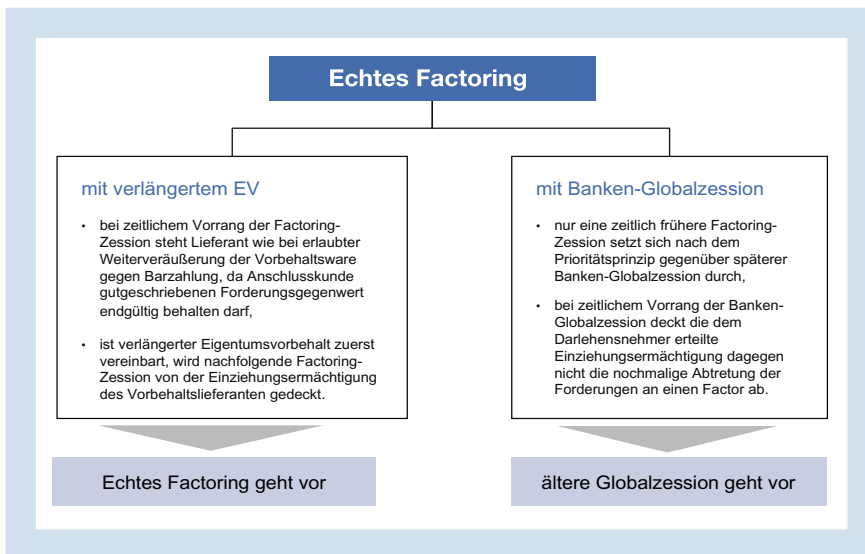 Echtes Factoring
mit verlängertem EV
• bei zeitlichem Vorrang der Factoring-
Zession steht Lieferant wie bei erlaubter
Weiterveräußerung der Vorbehaltsware
gegen Barzahlung, da Anschlusskunde
gutgeschriebenen Forderungsgegenwert
endgültig behalten darf,
• ist verlängerter Eigentumsvorbehalt zuerst
vereinbart, wird nachfolgende Factoring-
Zession von der Einziehungsermächtigung
des Vorbehaltslieferanten gedeckt.
Echtes Factoring geht vor
mit Banken-Globalzession
• nur eine zeitlich frühere Factoring-
Zession setzt sich nach dem
Prioritätsprinzip gegenüber späterer
Banken-Globalzession durch,
• bei zeitlichem Vorrang der Banken-
Globalzession deckt die dem
Darlehensnehmer erteilte
Einziehungsermächtigung dagegen
nicht die nochmalige Abtretung der
Forderungen an einen Factor ab.
ältere Globalzession geht vor